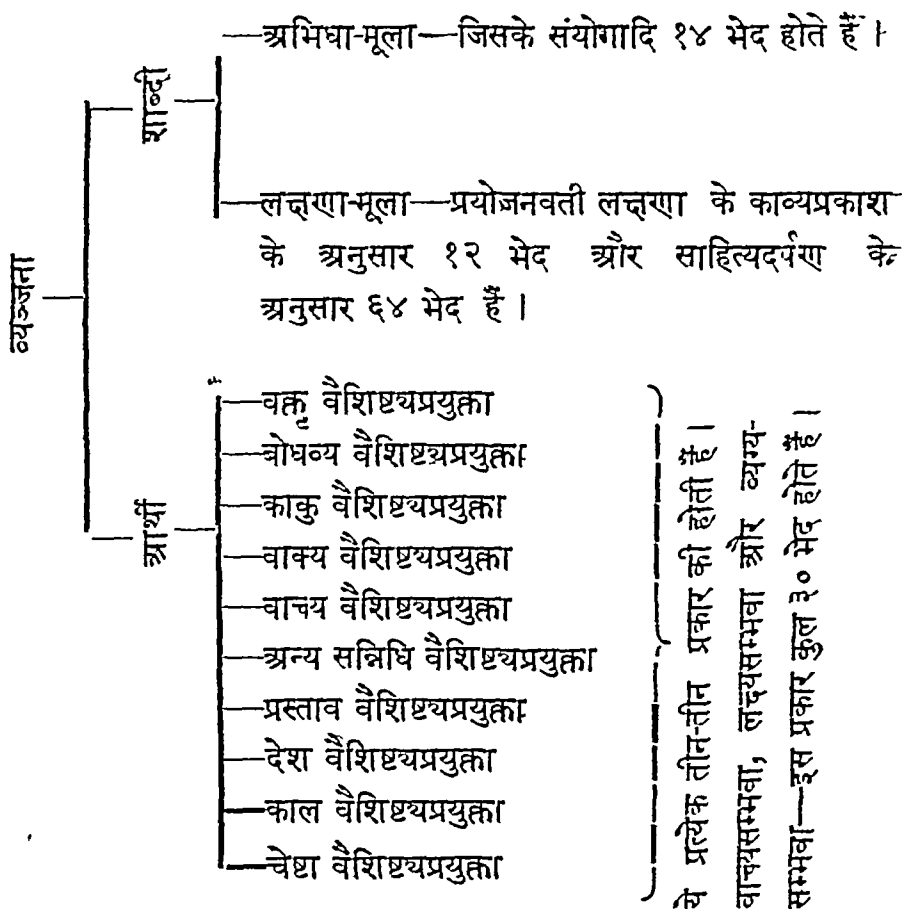 व्यञ्जना
शाब्दी
—अभिधा-मूला—जिसके संयोगादि १४ भेद होते हैं ।
—लक्षणा-मूला—प्रयोजनवती लक्षणा के काव्यप्रकाश
के अनुसार १२ भेद और साहित्यदर्पण के
अनुसार ६४ भेद हैं ।
आर्थी
—वक्तृ वैशिष्ट्यप्रयुक्ता
—बोधव्य वैशिष्ट्यप्रयुक्ता
—काकु वैशिष्ट्यप्रयुक्ता
—वाक्य वैशिष्ट्यप्रयुक्ता
—वाच्य वैशिष्ट्यप्रयुक्ता
—अन्य सन्निधि वैशिष्ट्यप्रयुक्ता
—प्रस्ताव वैशिष्ट्यप्रयुक्ता
—देश वैशिष्ट्यप्रयुक्ता
—काल वैशिष्ट्यप्रयुक्ता
—चेष्टा वैशिष्ट्यप्रयुक्ता
ये प्रत्येक तीन-तीन प्रकार की होती हैं ।
वाच्यसम्भवा, लक्ष्यसम्भवा और व्यग्य-
सम्भवा—इस प्रकार कुल ३० भेद होते हैं ।